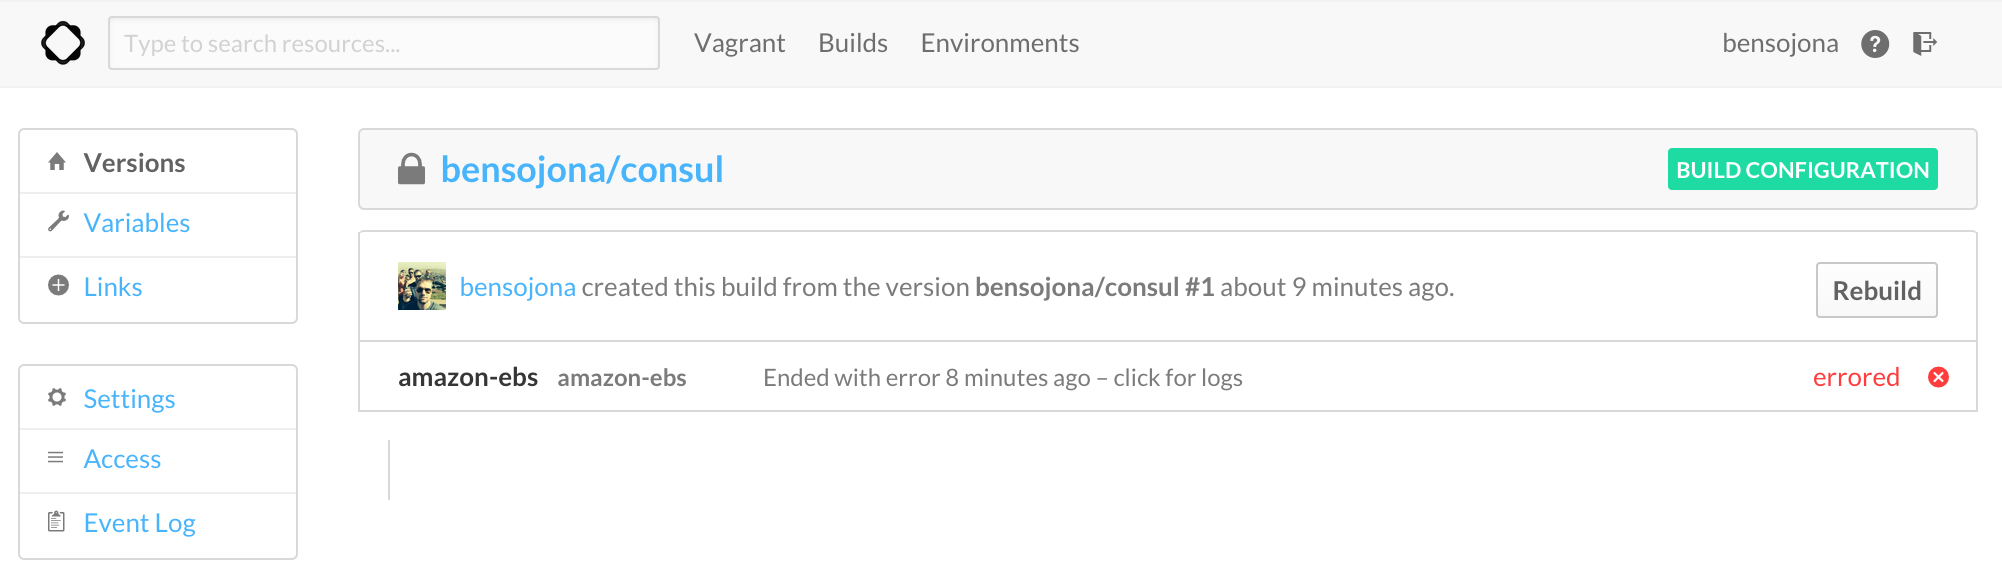 Type to search resources... Vagrant Builds Environments bensojona ?
Versions
Variables
Links
Settings
Access
Event Log
bensojona/consul BUILD CONFIGURATION
bensojona created this build from the version bensojona/consul #1 about 9 minutes ago. Rebuild
amazon-ebs amazon-ebs Ended with error 8 minutes ago – click for logs errored